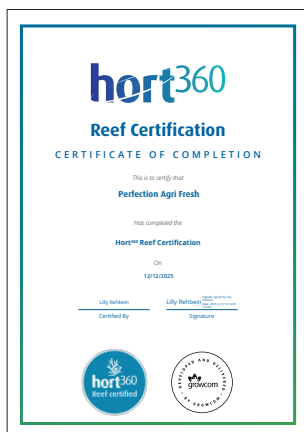 hort360
Reef Certification
CERTIFICATE OF COMPLETION
This is to certify that
Perfection Agri Fresh
Has completed the
Hort³⁶⁰ Reef Certification
On
12/12/2025
Lilly Rehbein
Lilly Rehbein
Certified By
Signature
hort360
Reef certified
DEVELOPED AND DELIVERED
growcom
BY GROWCOM